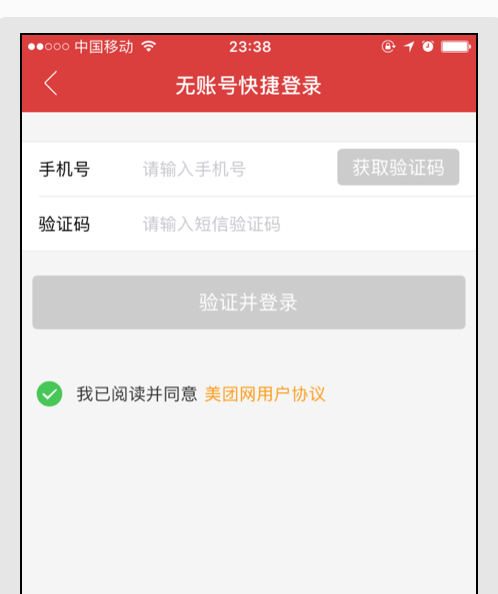 中国移动 23:38
无账号快捷登录
手机号 请输入手机号 获取验证码
验证码 请输入短信验证码
验证并登录
我已阅读并同意 美团网用户协议